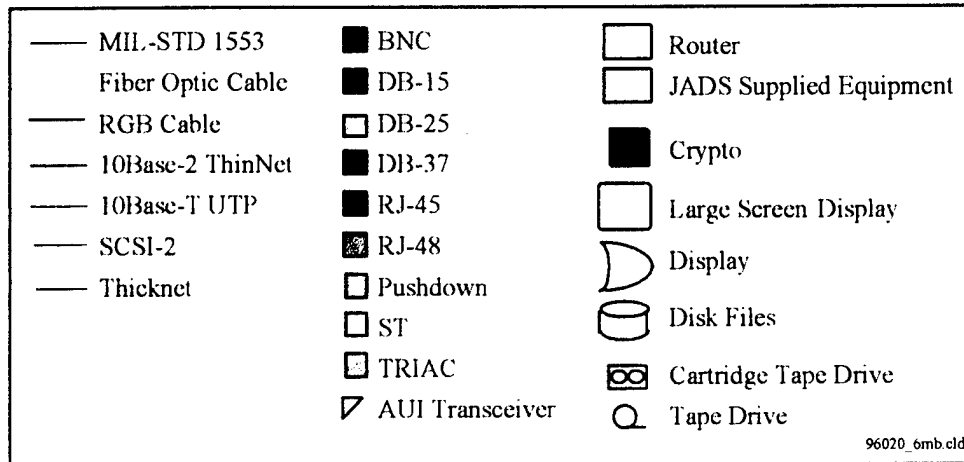 MIL-STD 1553
Fiber Optic Cable
RGB Cable
10Base-2 ThinNet
10Base-T UTP
SCSI-2
Thicknet
BNC
DB-15
DB-25
DB-37
RJ-45
RJ-48
Pushdown
ST
TRIAC
AUI Transceiver
Router
JADS Supplied Equipment
Crypto
Large Screen Display
Display
Disk Files
Cartridge Tape Drive
Tape Drive
96020_6mb.cld